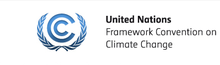 United Nations
Framework Convention on
Climate Change